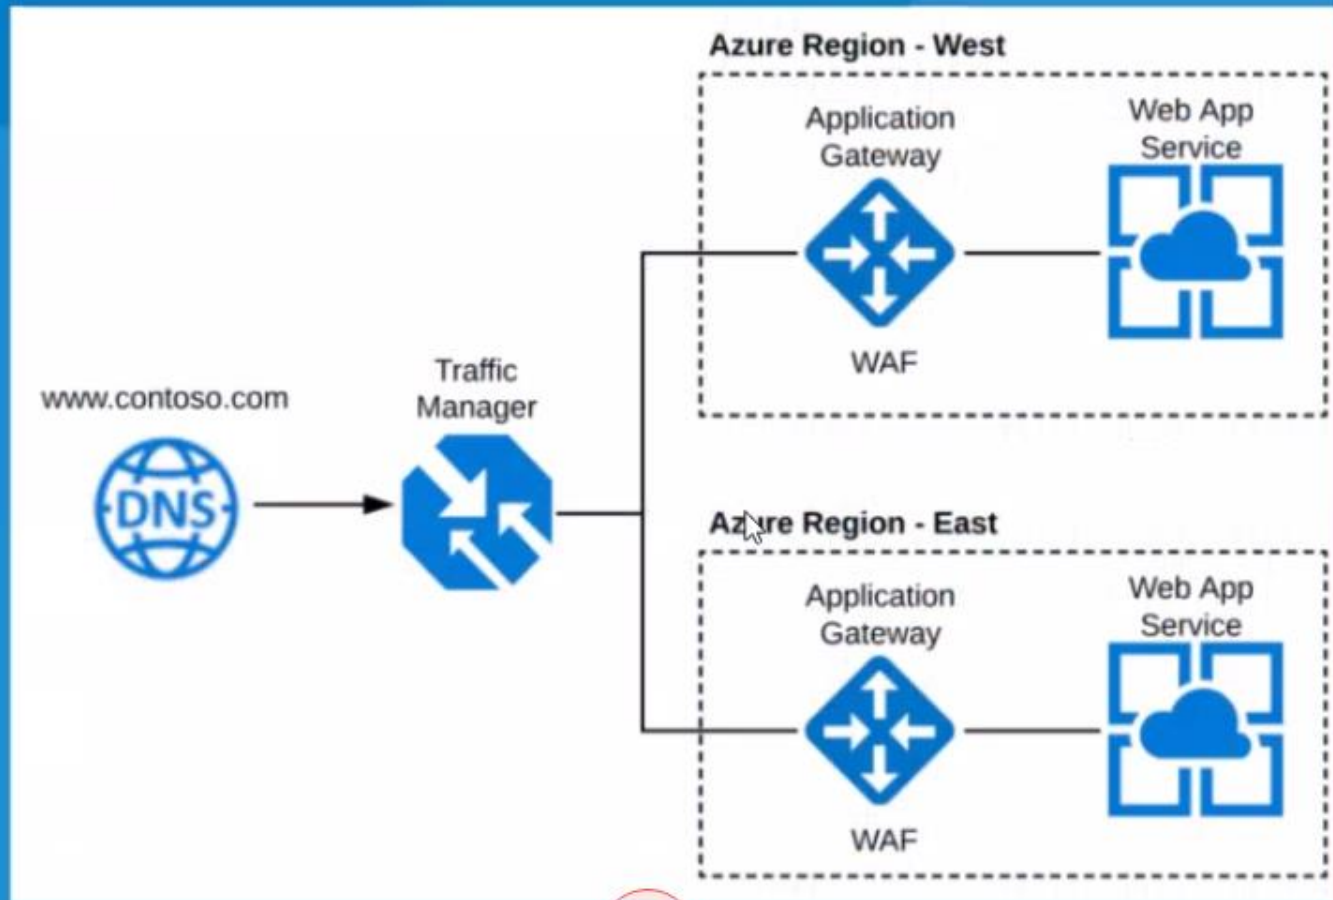 Azure Region - West
Application
Gateway
Web App
Service
WAF
www.contoso.com
DNS
Traffic
Manager
Azure Region - East
Application
Gateway
Web App
Service
WAF